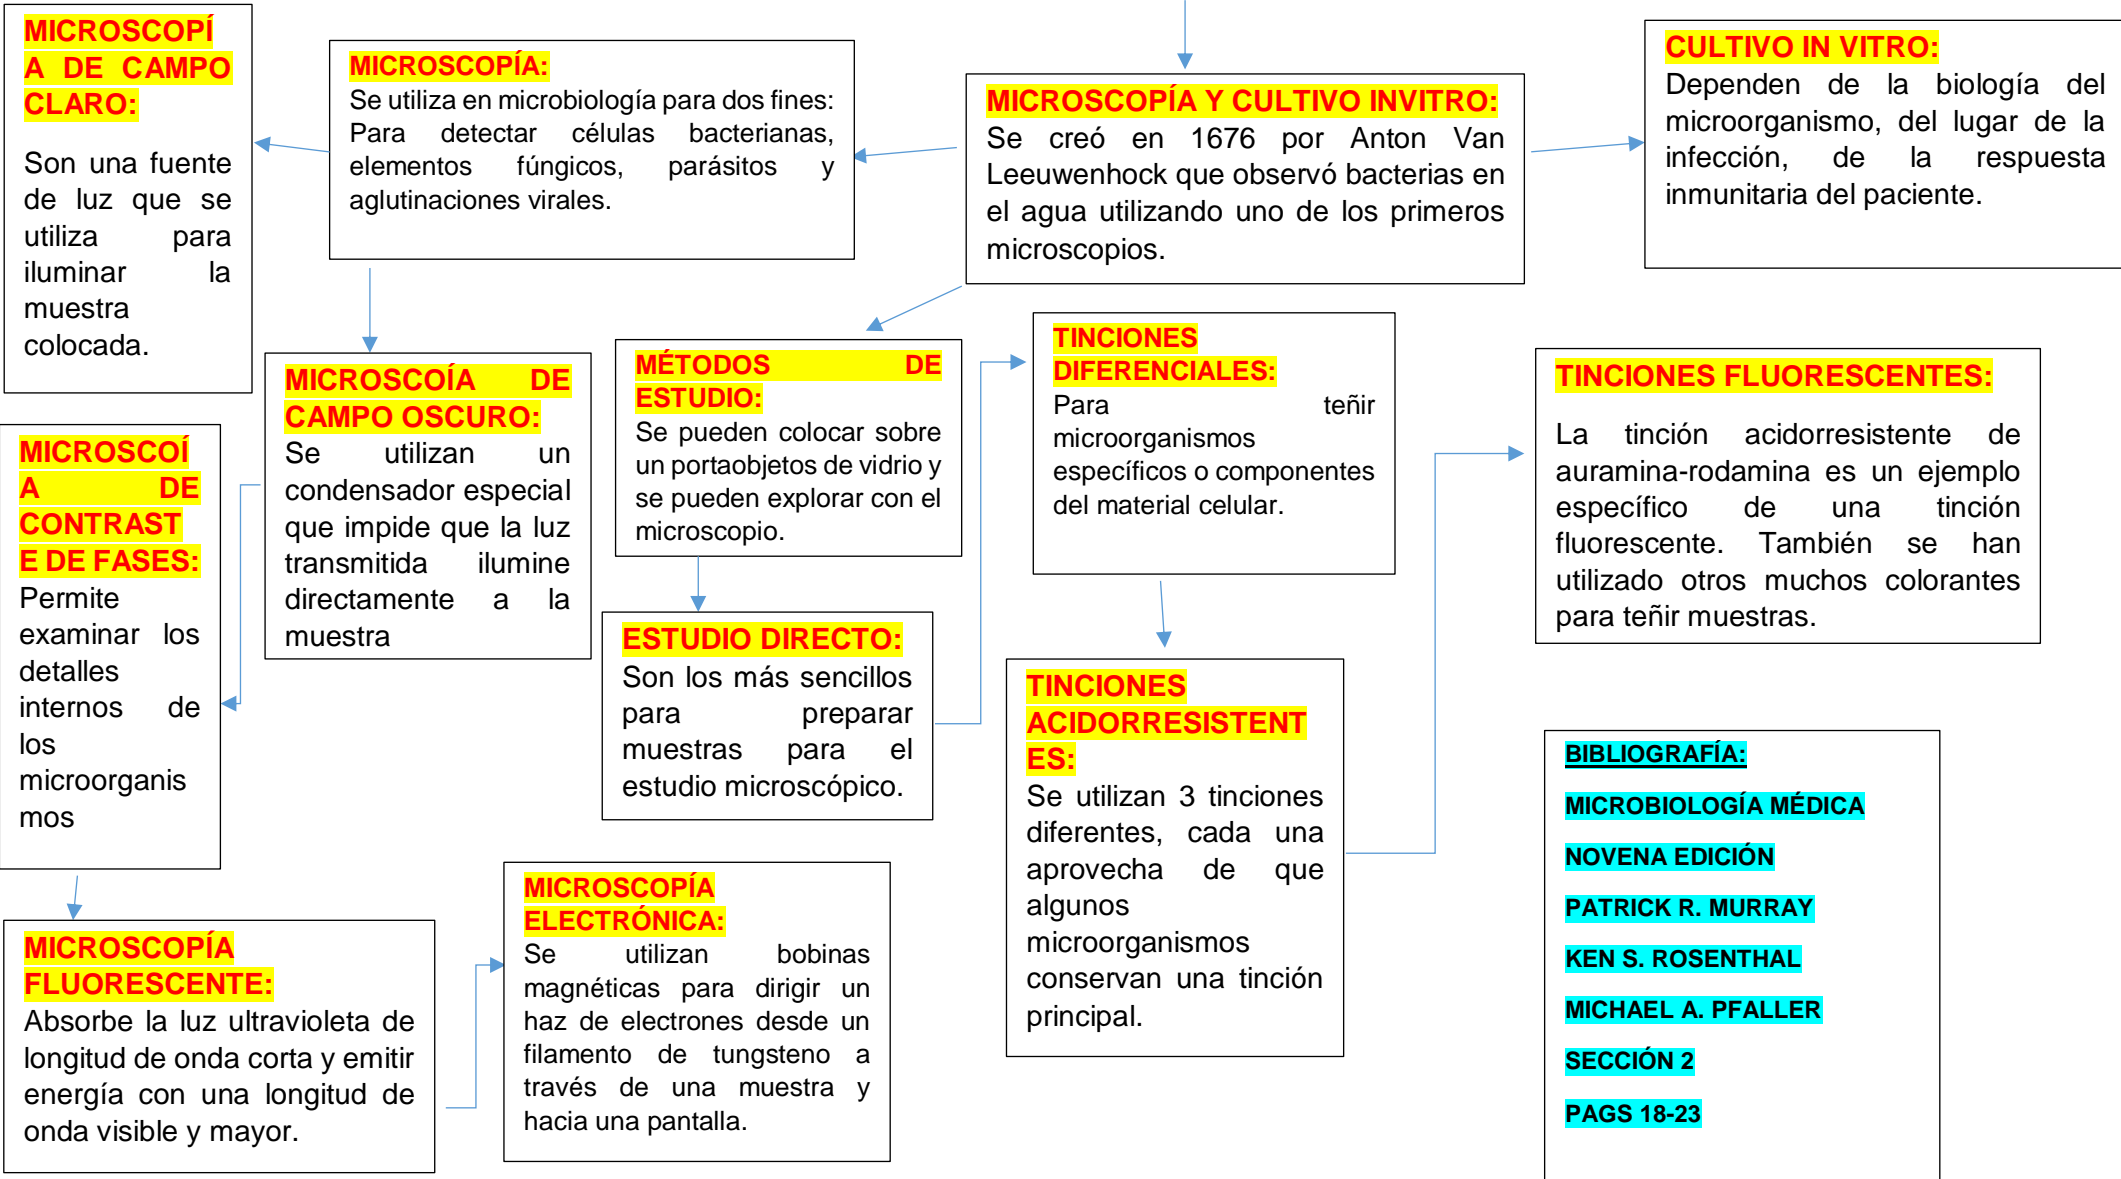 MICROSCOPÍ
A DE CAMPO
CLARO:
Son una fuente
de luz que se
utiliza para
iluminar la
muestra
colocada.
MICROSCOPÍA:
Se utiliza en microbiología para dos fines:
Para detectar células bacterianas,
elementos fúngicos, parásitos y
aglutinaciones virales.
MICROSCOPÍA Y CULTIVO INVITRO:
Se creó en 1676 por Anton Van
Leeuwenhock que observó bacterias en
el agua utilizando uno de los primeros
microscopios.
CULTIVO IN VITRO:
Dependen de la biología del
microorganismo, del lugar de la
infección, de la respuesta
inmunitaria del paciente.
MICROSCOÍA DE
CAMPO OSCURO:
Se utilizan un
condensador especial
que impide que la luz
transmitida ilumine
directamente a la
muestra
MÉTODOS DE
ESTUDIO:
Se pueden colocar sobre
un portaobjetos de vidrio y
se pueden explorar con el
microscopio.
TINCIONES
DIFERENCIALES:
Para teñir
microorganismos
específicos o componentes
del material celular.
TINCIONES FLUORESCENTES:
La tinción acidorresistente de
auramina-rodamina es un ejemplo
específico de una tinción
fluorescente. También se han
utilizado otros muchos colorantes
para teñir muestras.
MICROSCOÍ
A DE
CONTRAST
E DE FASES:
Permite
examinar los
detalles
internos de
los
microorganis
mos
ESTUDIO DIRECTO:
Son los más sencillos
para preparar
muestras para el
estudio microscópico.
TINCIONES
ACIDORRESISTENT
ES:
Se utilizan 3 tinciones
diferentes, cada una
aprovecha de que
algunos
microorganismos
conservan una tinción
principal.
BIBLIOGRAFÍA:
MICROBIOLOGÍA MÉDICA
NOVENA EDICIÓN
PATRICK R. MURRAY
KEN S. ROSENTHAL
MICHAEL A. PFALLER
SECCIÓN 2
PAGS 18-23
MICROSCOPÍA
FLUORESCENTE:
Absorbe la luz ultravioleta de
longitud de onda corta y emitir
energía con una longitud de
onda visible y mayor.
MICROSCOPÍA
ELECTRÓNICA:
Se utilizan bobinas
magnéticas para dirigir un
haz de electrones desde un
filamento de tungsteno a
través de una muestra y
hacia una pantalla.